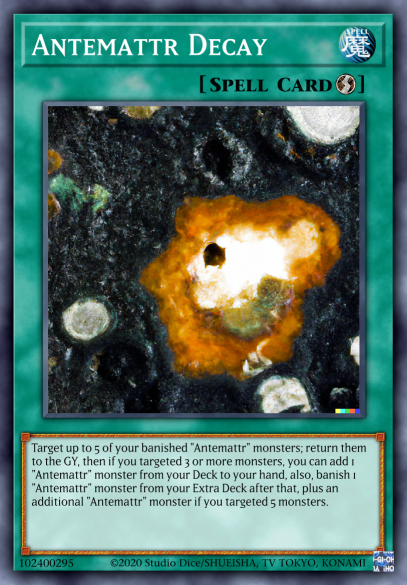 Antemattr Decay
SPELL
魔
[Spell Card]
Target up to 5 of your banished "Antemattr" monsters; return them
to the GY, then if you targeted 3 or more monsters, you can add 1
"Antemattr" monster from your Deck to your hand, also, banish 1
"Antemattr" monster from your Extra Deck after that, plus an
additional "Antemattr" monster if you targeted 5 monsters.
102400295
©2020 Studio Dice/SHUEISHA, TV TOKYO, KONAMI